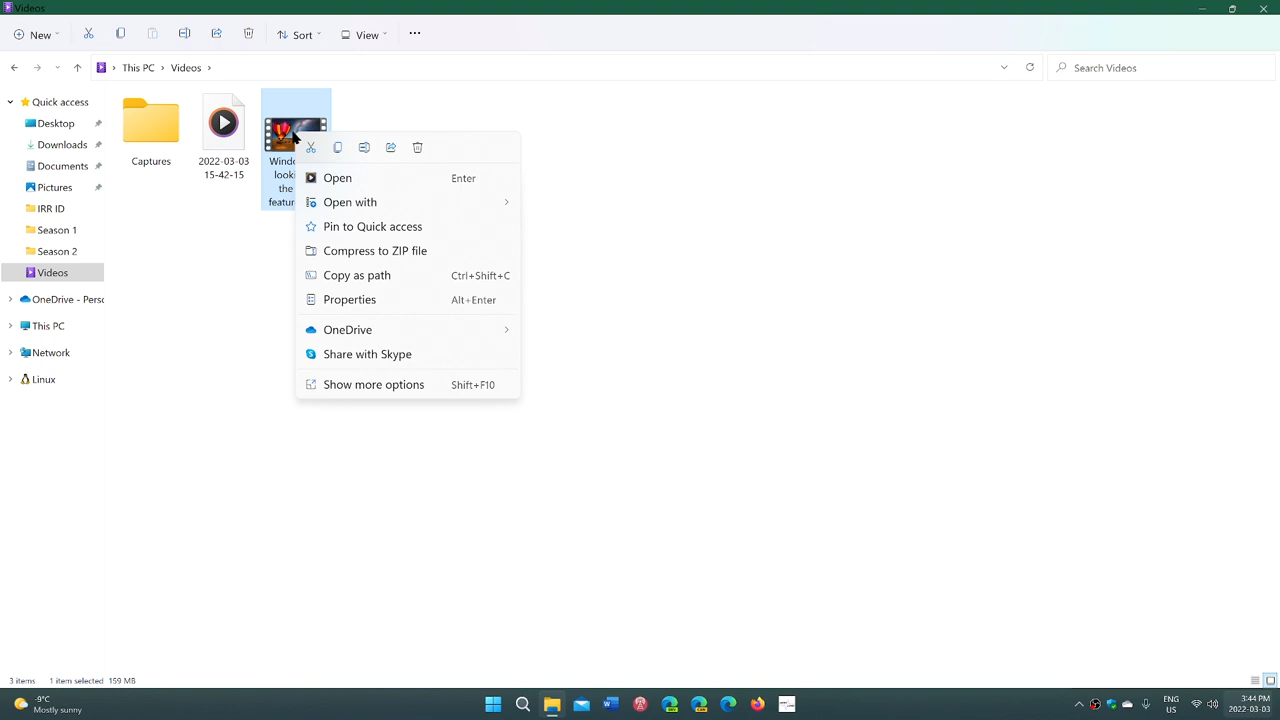 Videos
New
Sort
View
This PC
Videos
Search Videos
Quick access
Desktop
Downloads
Documents
Pictures
IRR ID
Season 1
Season 2
Videos
OneDrive - Perso
This PC
Network
Linux
Captures
2022-03-03
15-42-15
Windo
looki
the
featur
Open Enter
Open with
Pin to Quick access
Compress to ZIP file
Copy as path Ctrl+Shift+C
Properties Alt+Enter
OneDrive
Share with Skype
Show more options Shift+F10
3 items 1 item selected 159 MB
-9°C
Mostly sunny
ENG
US
3:44 PM
2022-03-03